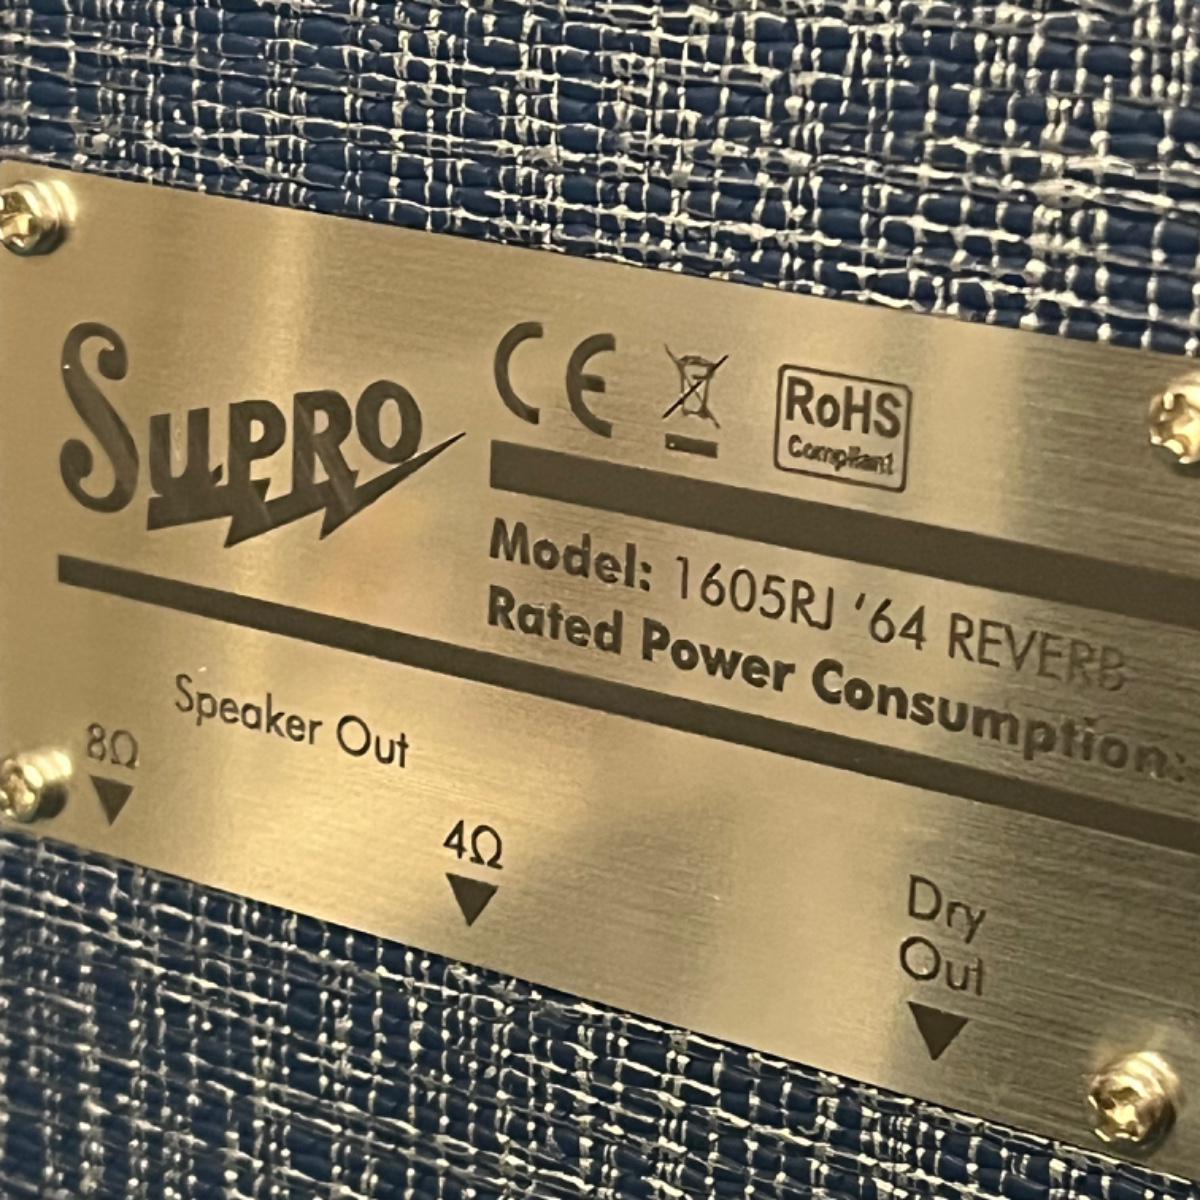 SUPRO
CE
RoHS
Compliant
Model: 1605RJ '64 REVERB
Rated Power Consumption:
Speaker Out
8Ω
4Ω
Dry
Out